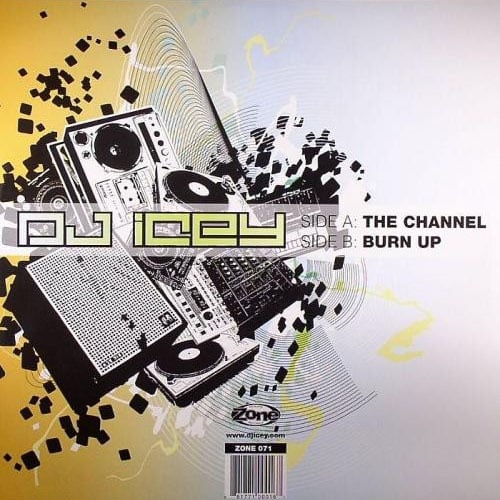 DJ ICEY
SIDE A: THE CHANNEL
SIDE B: BURN UP
Zone
www.djicey.com
ZONE 071